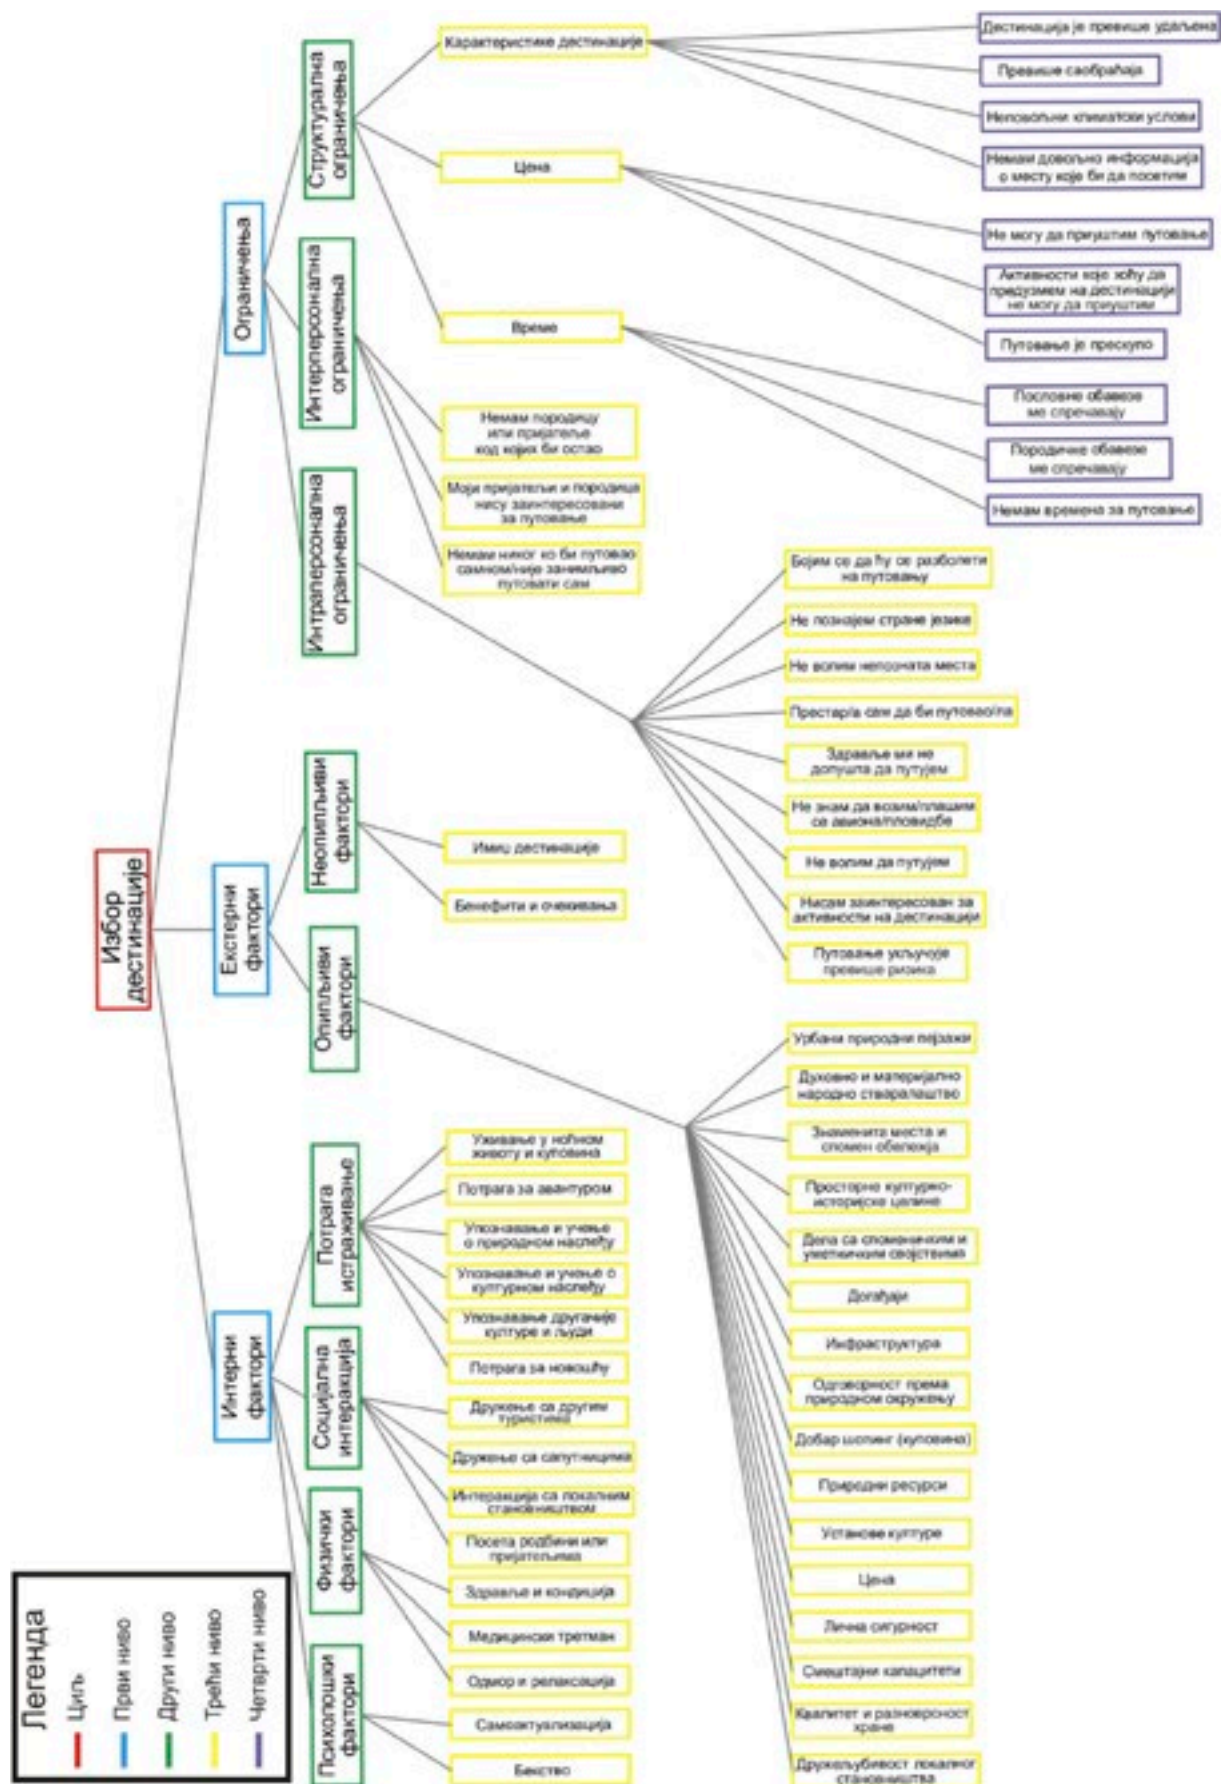 Легенда
Циљ
Први ниво
Други ниво
Трећи ниво
Четврти ниво
Избор
дестинације
Интерни
фактори
Екстерни
фактори
Ограничења
Психолошки
фактори
Физички
фактори
Социјална
интеракција
Потрага
истраживање
Опипљиви
фактори
Неопипљиви
фактори
Интраперсонална
ограничења
Интерперсонална
ограничења
Структурална
ограничења
Карактеристике дестинације
Цена
Време
Немам породицу
или пријатеље
код којих би остао
Моји пријатељи и породица
нису заинтересовани
за путовање
Немам никог ко би путовао
самном/није занимљиво
путовати сам
Имиџ дестинације
Бенефити и очекивања
Уживање у ноћном
животу и куповина
Потрага за авантуром
Упознавање и учење
о природном наслеђу
Упознавање и учење о
културном наслеђу
Упознавање другачије
културе и људи
Потрага за новошћу
Дружење са другим
туристима
Дружење са сапутницима
Интеракција са локалним
становништвом
Посета родбини или
пријатељима
Здравље и кондиција
Медицински третман
Одмор и релаксација
Самоактуализација
Бекство
Дестинација је превише удаљена
Превише саобраћаја
Неповољни климатски услови
Немам довољно информација
о месту које би да посетим
Не могу да приуштим путовање
Активности које хоћу да
предузмем на дестинацији
не могу да приуштим
Путовање је прескупо
Пословне обавезе
ме спречавају
Породичне обавезе
ме спречавају
Немам времена за путовање
Бојим се да ћу се разболети
на путовању
Не познајем стране језике
Не волим непозната места
Престар/а сам да би путовао/ла
Здравље ми не
допушта да путујем
Не знам да возим/плашим
се авиона/пловидбе
Не волим да путујем
Нисам заинтересован за
активности на дестинацији
Путовање укључује
превише ризика
Урбани природни пејзажи
Духовно и материјално
народно стваралаштво
Знаменита места и
спомен обележја
Просторне културно-
историјске целине
Дела са споменичким и
уметничким својствима
Догађаји
Инфраструктура
Одговорност према
природном окружењу
Добар шопинг (куповина)
Природни ресурси
Установе културе
Цена
Лична сигурност
Смештајни капацитети
Квалитет и разноврсност
хране
Дружељубивост локалног
становништва